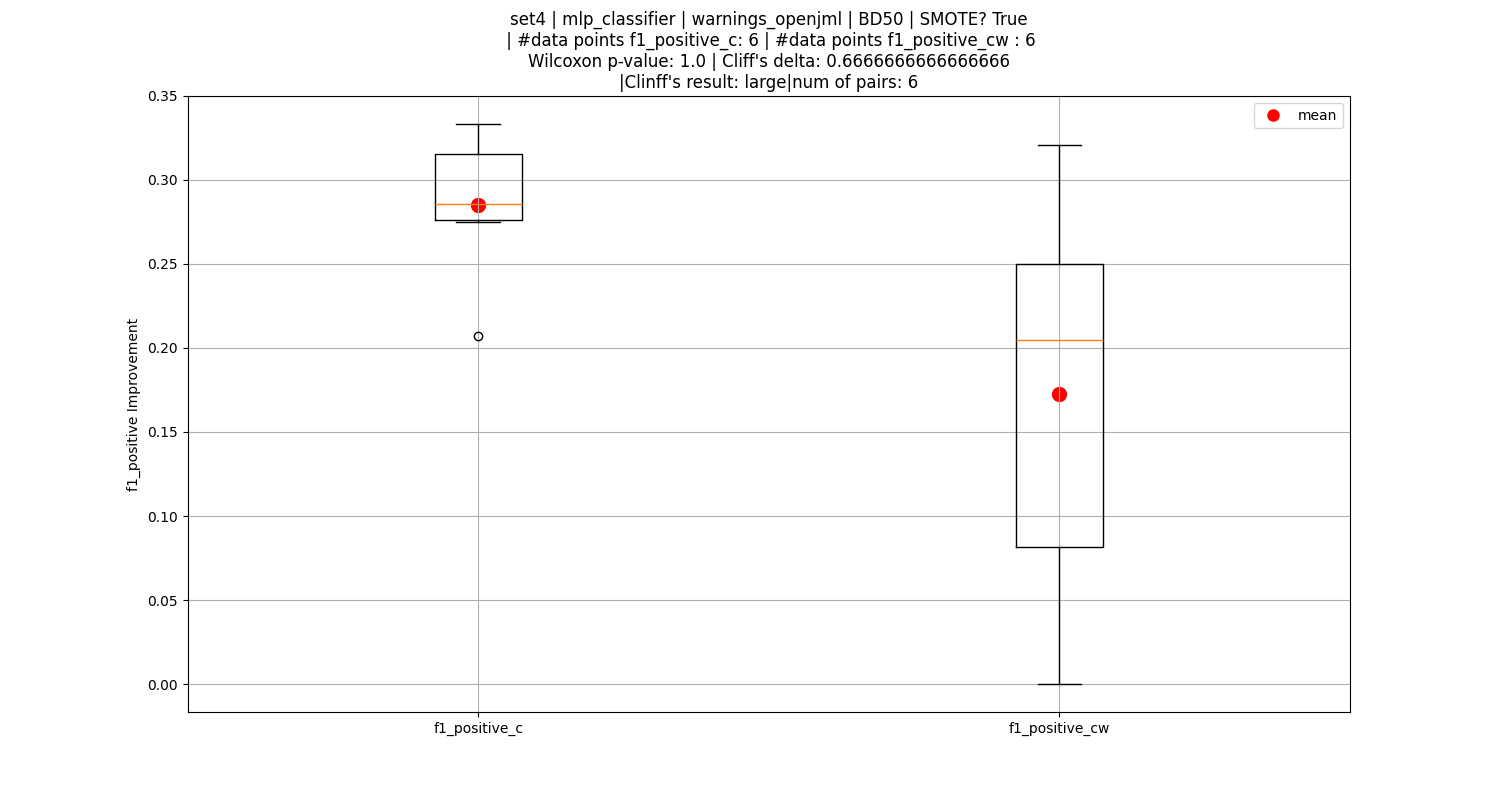 set4 | mlp_classifier | warnings_openjml | BD50 | SMOTE? True
| #data points f1_positive_c: 6 | #data points f1_positive_cw : 6
Wilcoxon p-value: 1.0 | Cliff's delta: 0.6666666666666666
|Clinff's result: large|num of pairs: 6
mean
f1_positive Improvement
0.35
0.30
0.25
0.20
0.15
0.10
0.05
0.00
f1_positive_c
f1_positive_cw